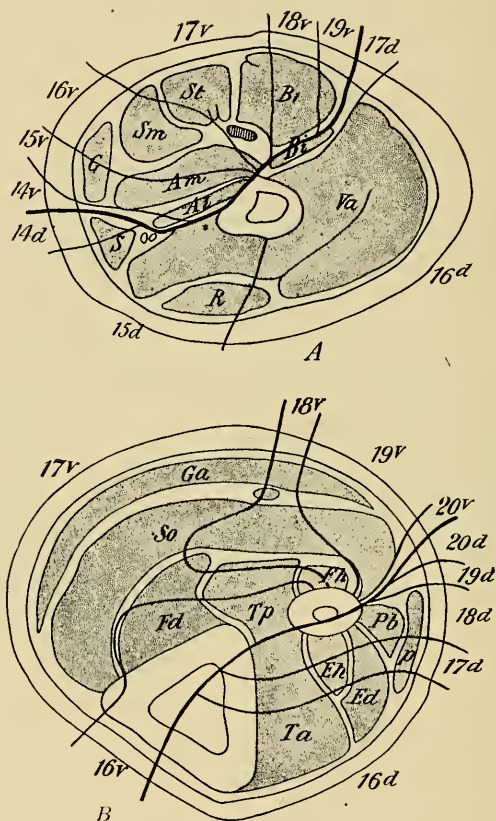 17v
18v
19v
17d
16v
St
Bi
Sm
Bi
15v
G
Am
14v
Al
Va
14d
S
16d
R
15d
A
18v
17v
19v
Ga
20v
So
20d
Fh
19d
Fd
Tp
Pb
18d
p
Eh
17d
Ed
Ta
16v
16d
B